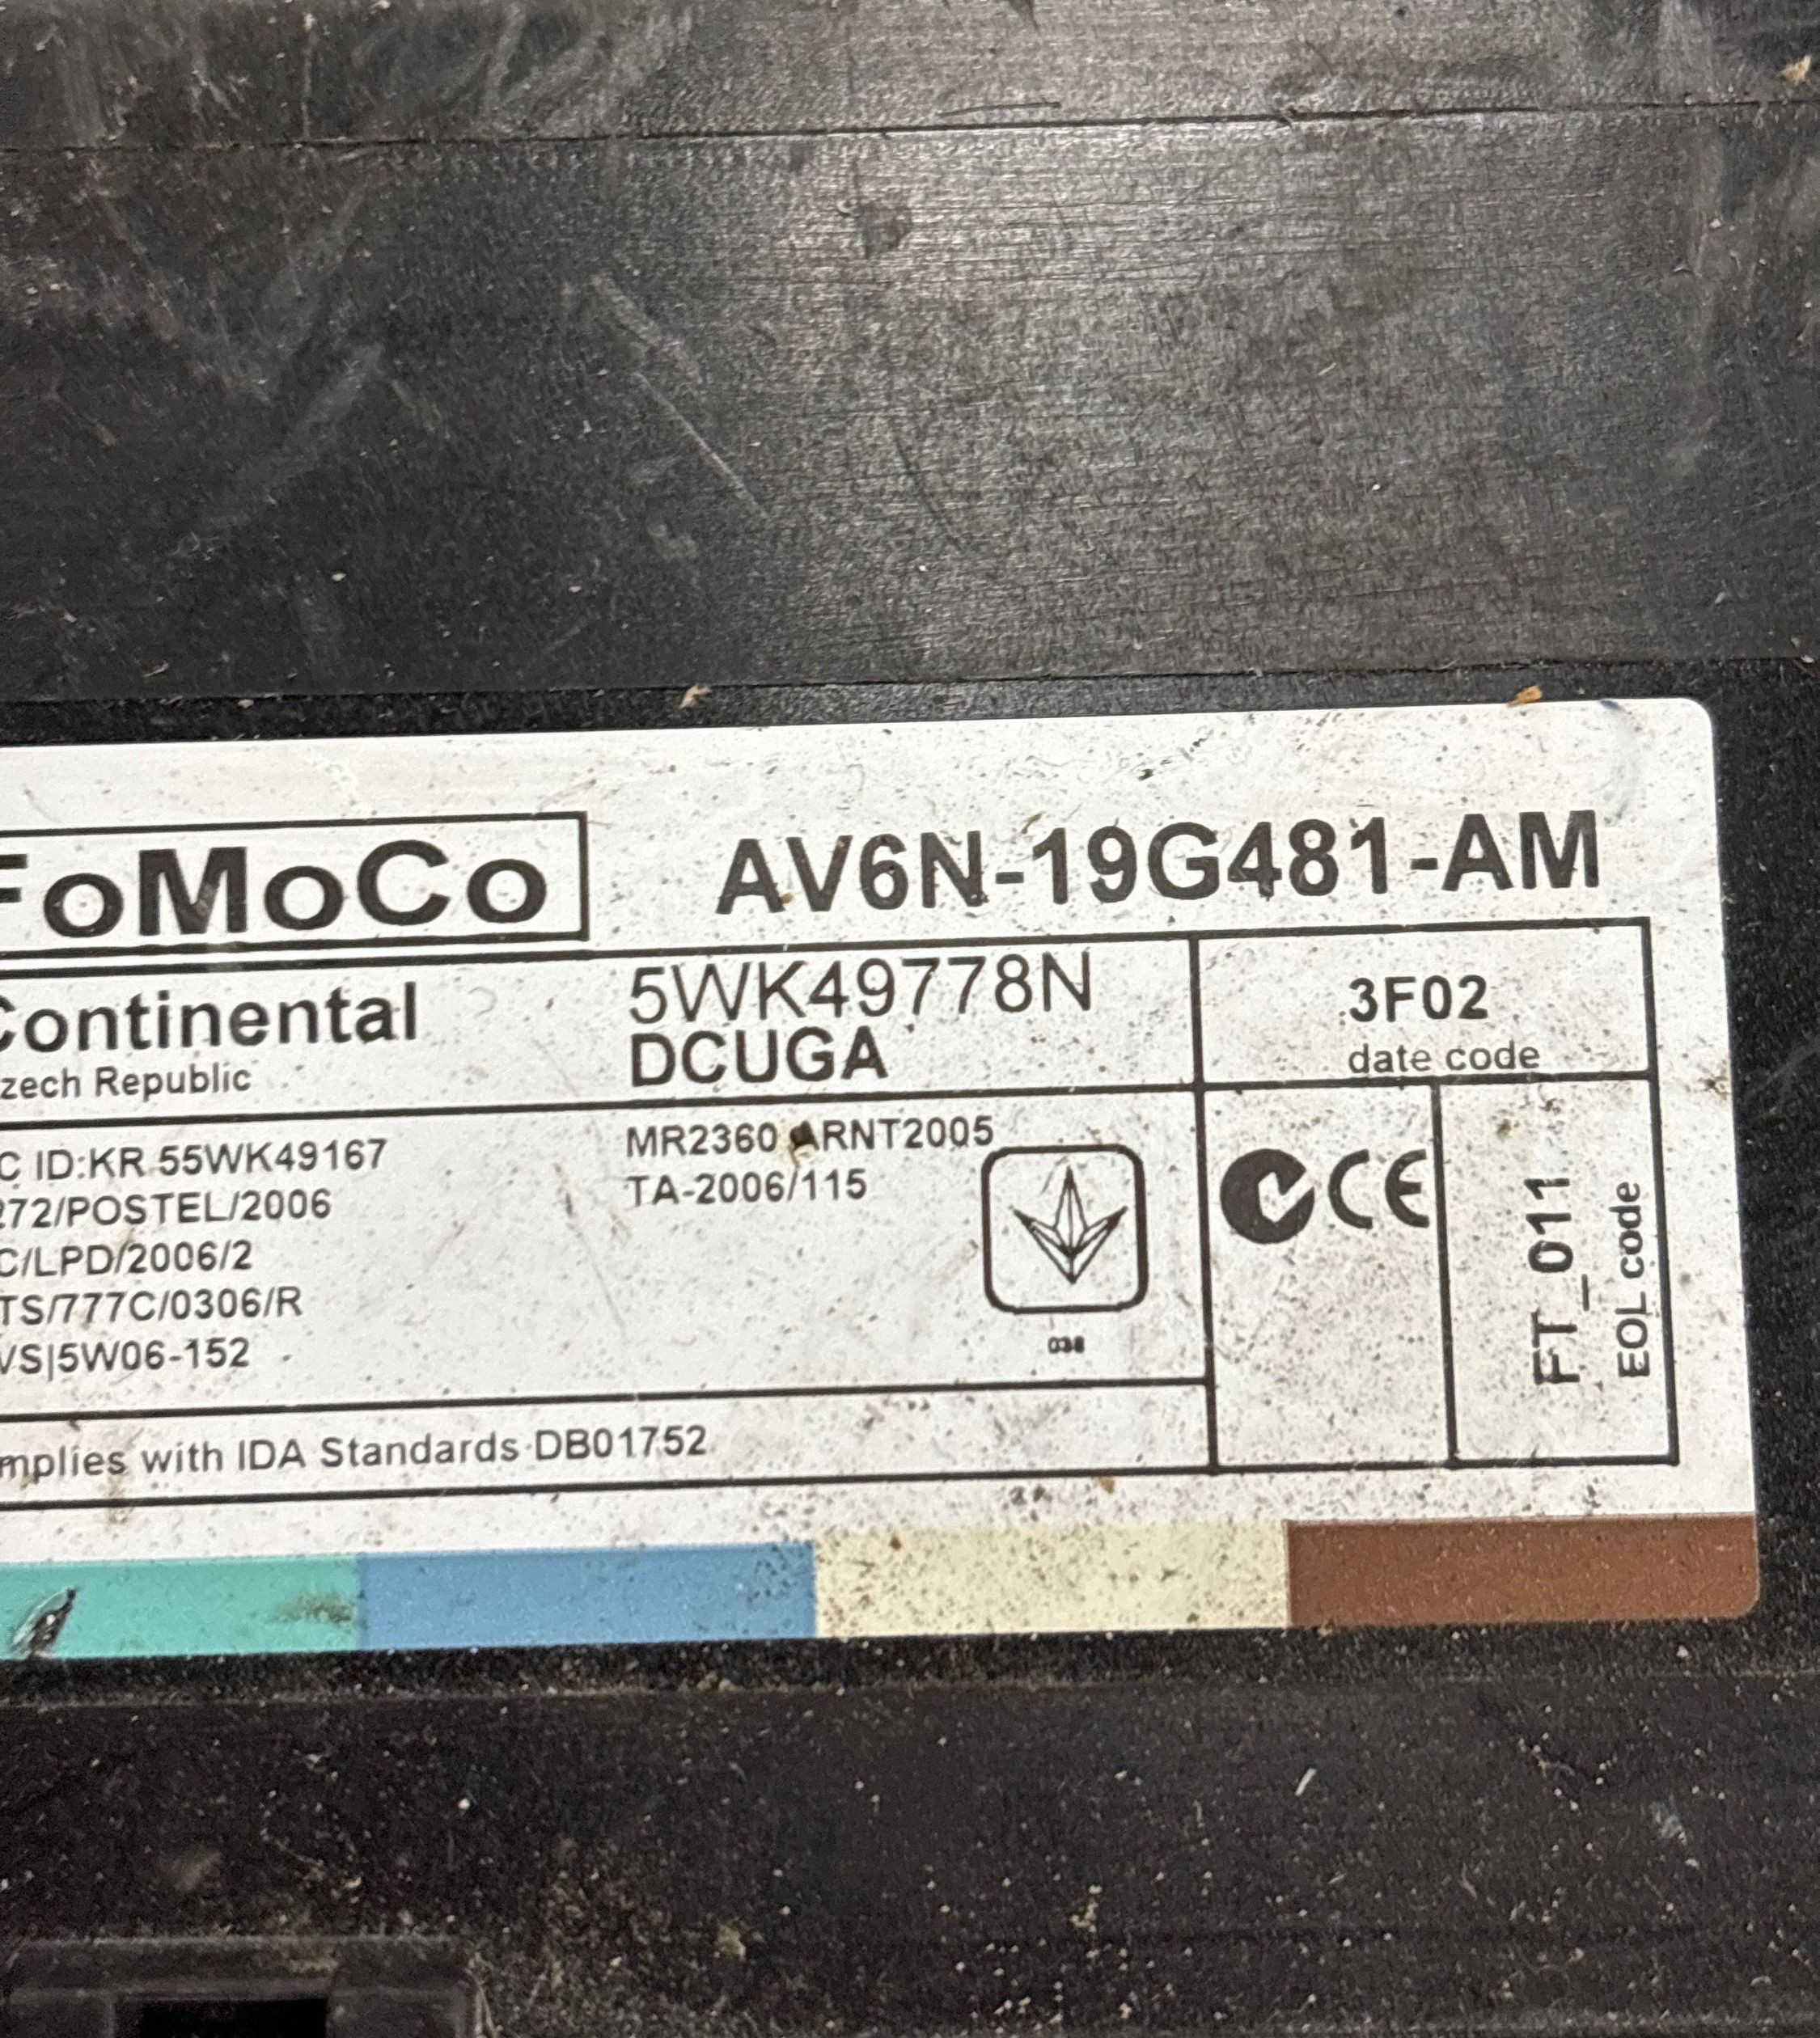 FoMoCo AV6N-19G481-AM
Continental 5WK49778N 3F02
zech Republic DCUGA date code
C ID:KR 55WK49167 MR2360 ARNT2005
272/POSTEL/2006 TA-2006/115
C/LPD/2006/2
TS/777C/0306/R
VS|5W06-152
038
CE
FT_011
EOL code
mplies with IDA Standards DB01752